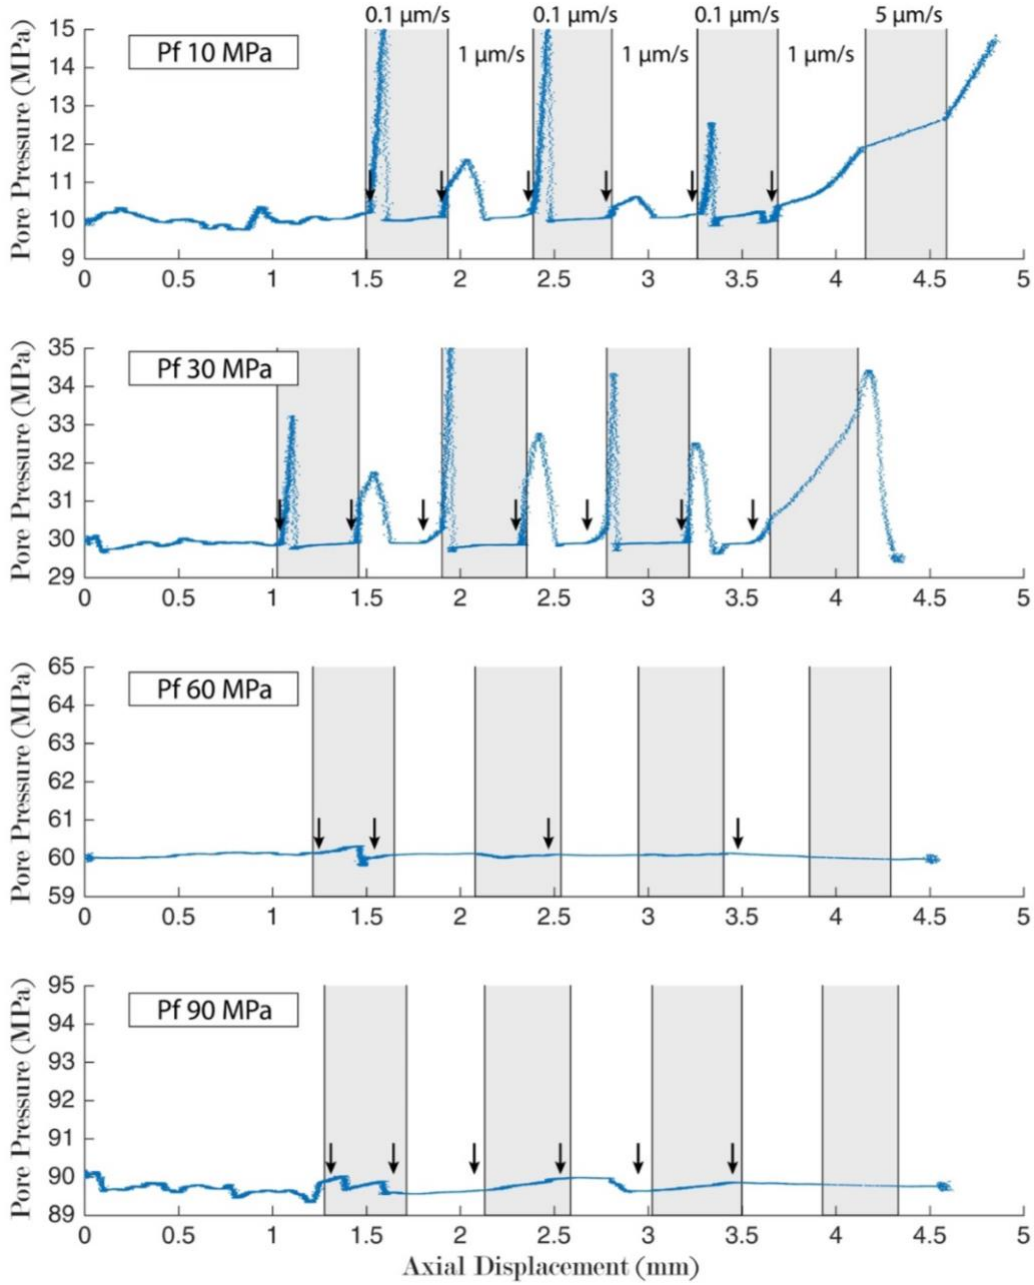 0.1 μm/s 0.1 μm/s 0.1 μm/s 5 μm/s
1 μm/s 1 μm/s 1 μm/s
Pf 10 MPa
Pore Pressure (MPa)
15
14
13
12
11
10
9
0 0.5 1 1.5 2 2.5 3 3.5 4 4.5 5
Pf 30 MPa
Pore Pressure (MPa)
35
33
32
31
30
29
0 0.5 1 1.5 2 2.5 3 3.5 4 4.5 5
Pf 60 MPa
Pore Pressure (MPa)
65
64
63
62
61
60
59
0 0.5 1 1.5 2 2.5 3 3.5 4 4.5 5
Pf 90 MPa
Pore Pressure (MPa)
95
94
93
92
91
90
89
0 0.5 1 1.5 2 2.5 3 3.5 4 4.5 5
Axial Displacement (mm)